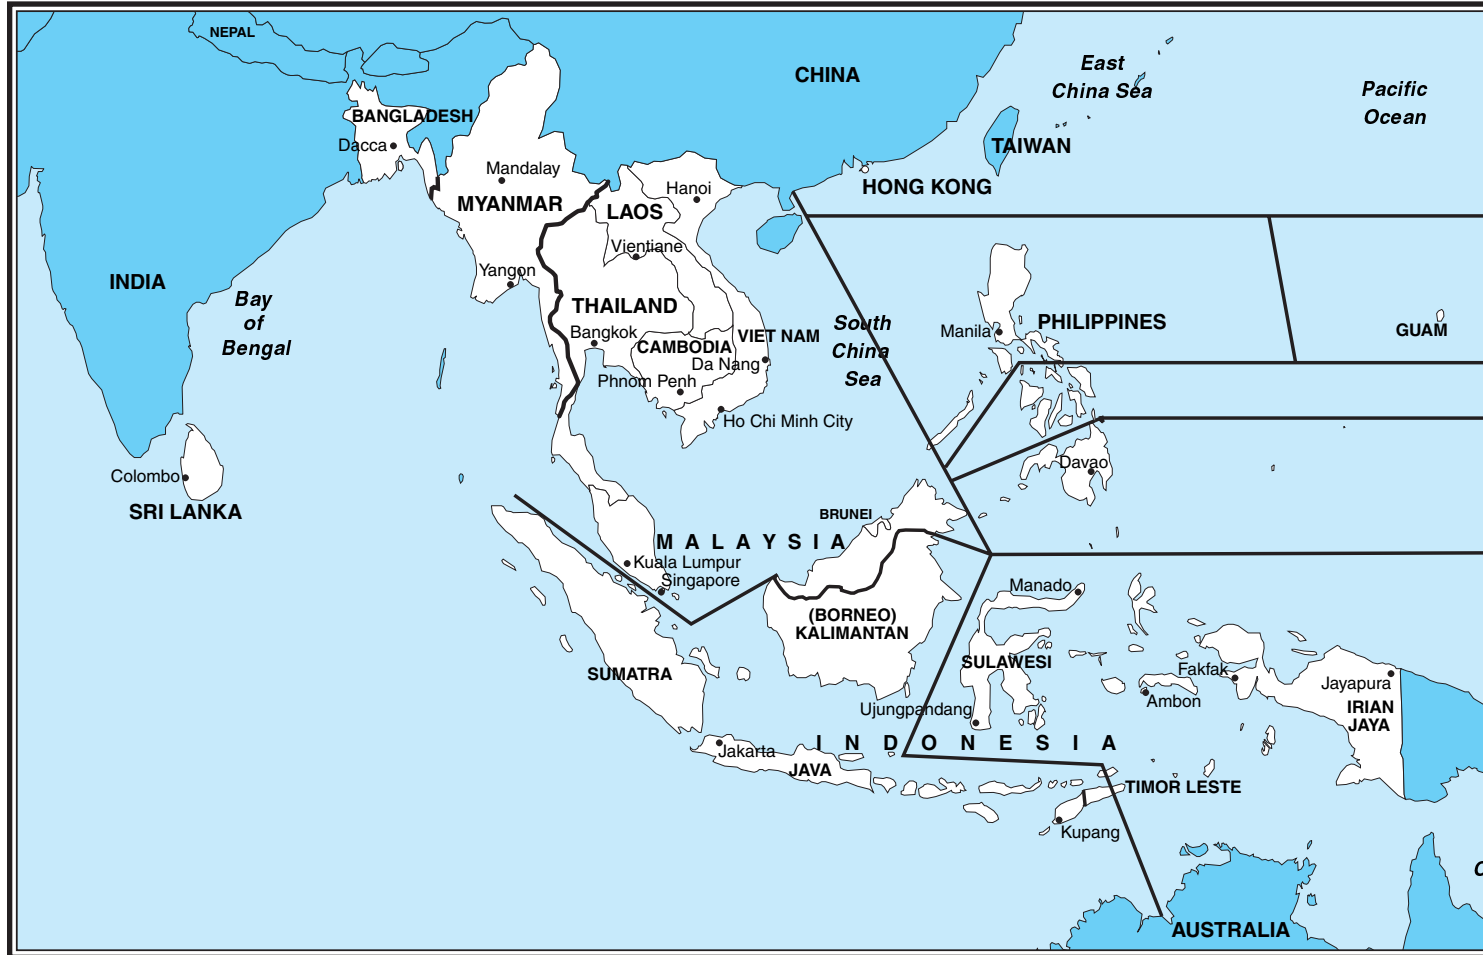 NEPAL
CHINA
East
China Sea
Pacific
Ocean
BANGLADESH
Dacca
TAIWAN
Mandalay
Hanoi
HONG KONG
MYANMAR
LAOS
Vientiane
Yangon
INDIA
Bay
of
Bengal
THAILAND
Bangkok
CAMBODIA
VIET NAM
Da Nang
Phnom Penh
Ho Chi Minh City
South
China
Sea
Manila
PHILIPPINES
GUAM
Davao
Colombo
SRI LANKA
BRUNEI
MALAYSIA
Kuala Lumpur
Singapore
Manado
(BORNEO)
KALIMANTAN
SUMATRA
SULAWESI
Fakfak
Jayapura
Ambon
IRIAN
JAYA
Ujungpandang
INDONESIA
Jakarta
JAVA
TIMOR LESTE
Kupang
AUSTRALIA